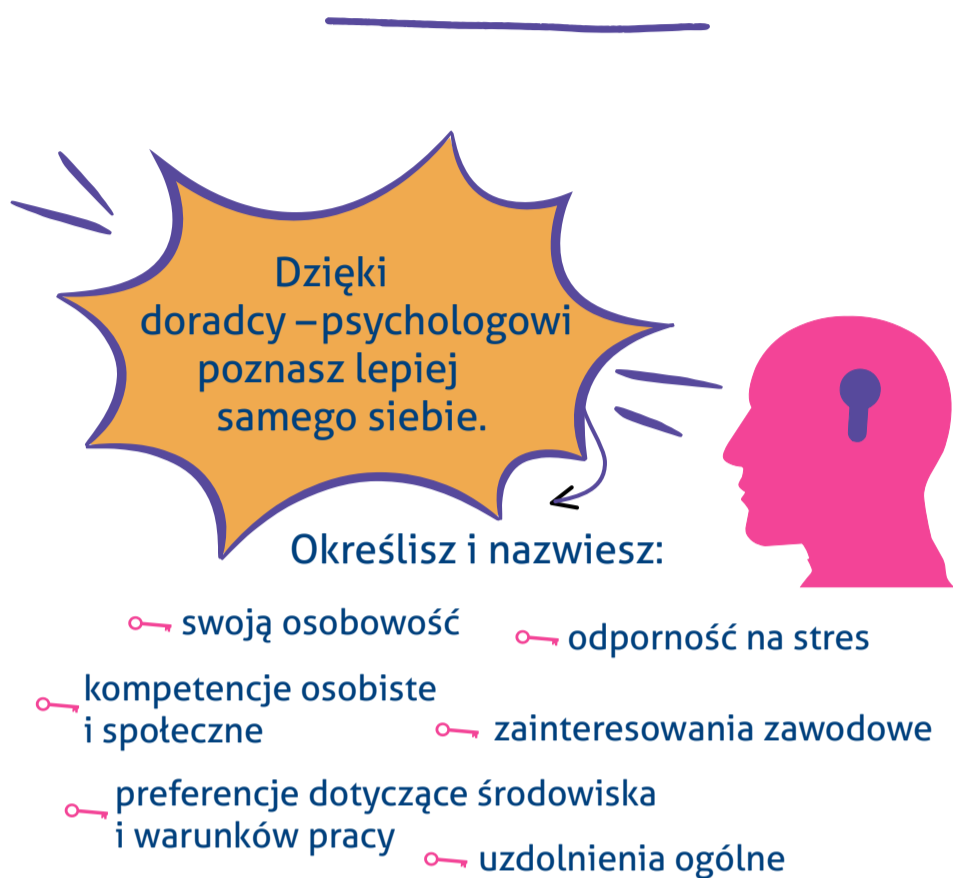 Dzięki
doradcy –psychologowi
poznasz lepiej
samego siebie.
Określisz i nazwiesz:
swoją osobowość
odporność na stres
kompetencje osobiste
i społeczne
zainteresowania zawodowe
preferencje dotyczące środowiska
i warunków pracy
uzdolnienia ogólne